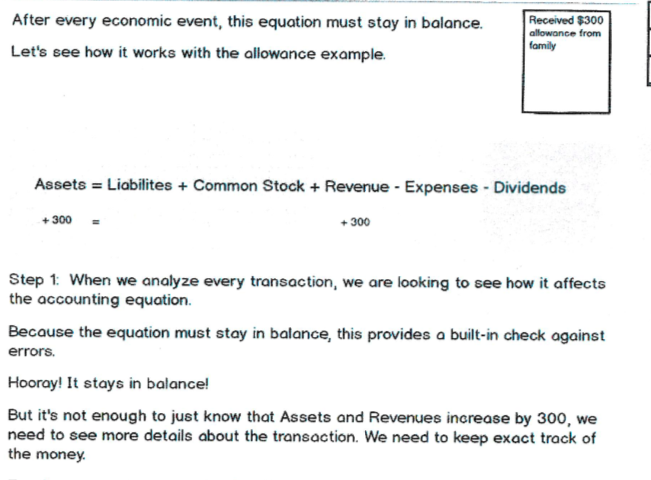 After every economic event, this equation must stay in balance.
Let's see how it works with the allowance example.
Received $300
allowance from
family
Assets = Liabilites + Common Stock + Revenue - Expenses - Dividends
+ 300 = + 300
Step 1: When we analyze every transaction, we are looking to see how it affects
the accounting equation.
Because the equation must stay in balance, this provides a built-in check against
errors.
Hooray! It stays in balance!
But it's not enough to just know that Assets and Revenues increase by 300, we
need to see more details about the transaction. We need to keep exact track of
the money.